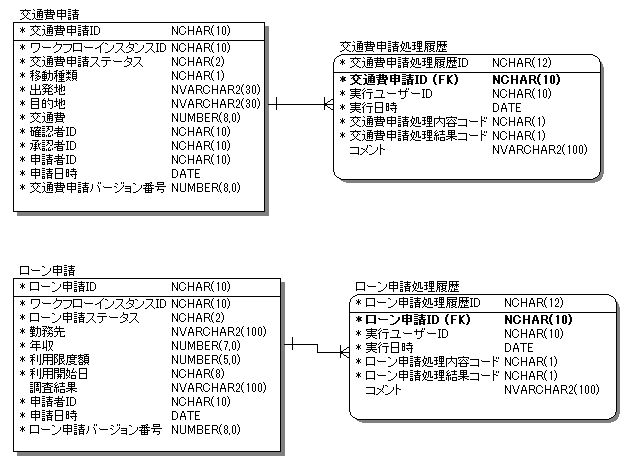 交通費申請
* 交通費申請ID NCHAR(10)
* ワークフローインスタンスID NCHAR(10)
* 交通費申請ステータス NCHAR(2)
* 移動種類 NCHAR(1)
* 出発地 NVARCHAR2(30)
* 目的地 NVARCHAR2(30)
* 交通費 NUMBER(8,0)
* 確認者ID NCHAR(10)
* 承認者ID NCHAR(10)
* 申請者ID NCHAR(10)
* 申請日時 DATE
* 交通費申請バージョン番号 NUMBER(8,0)
交通費申請処理履歴
* 交通費申請処理履歴ID NCHAR(12)
* 交通費申請ID (FK) NCHAR(10)
* 実行ユーザーID NCHAR(10)
* 実行日時 DATE
* 交通費申請処理内容コード NCHAR(1)
* 交通費申請処理結果コード NCHAR(1)
コメント NVARCHAR2(100)
ローン申請
* ローン申請ID NCHAR(10)
* ワークフローインスタンスID NCHAR(10)
* ローン申請ステータス NCHAR(2)
* 勤務先 NVARCHAR2(100)
* 年収 NUMBER(7,0)
* 利用限度額 NUMBER(5,0)
* 利用開始日 NCHAR(8)
調査結果 NVARCHAR2(100)
* 申請者ID NCHAR(10)
* 申請日時 DATE
* ローン申請バージョン番号 NUMBER(8,0)
ローン申請処理履歴
* ローン申請処理履歴ID NCHAR(12)
* ローン申請ID (FK) NCHAR(10)
* 実行ユーザーID NCHAR(10)
* 実行日時 DATE
* ローン申請処理内容コード NCHAR(1)
* ローン申請処理結果コード NCHAR(1)
コメント NVARCHAR2(100)